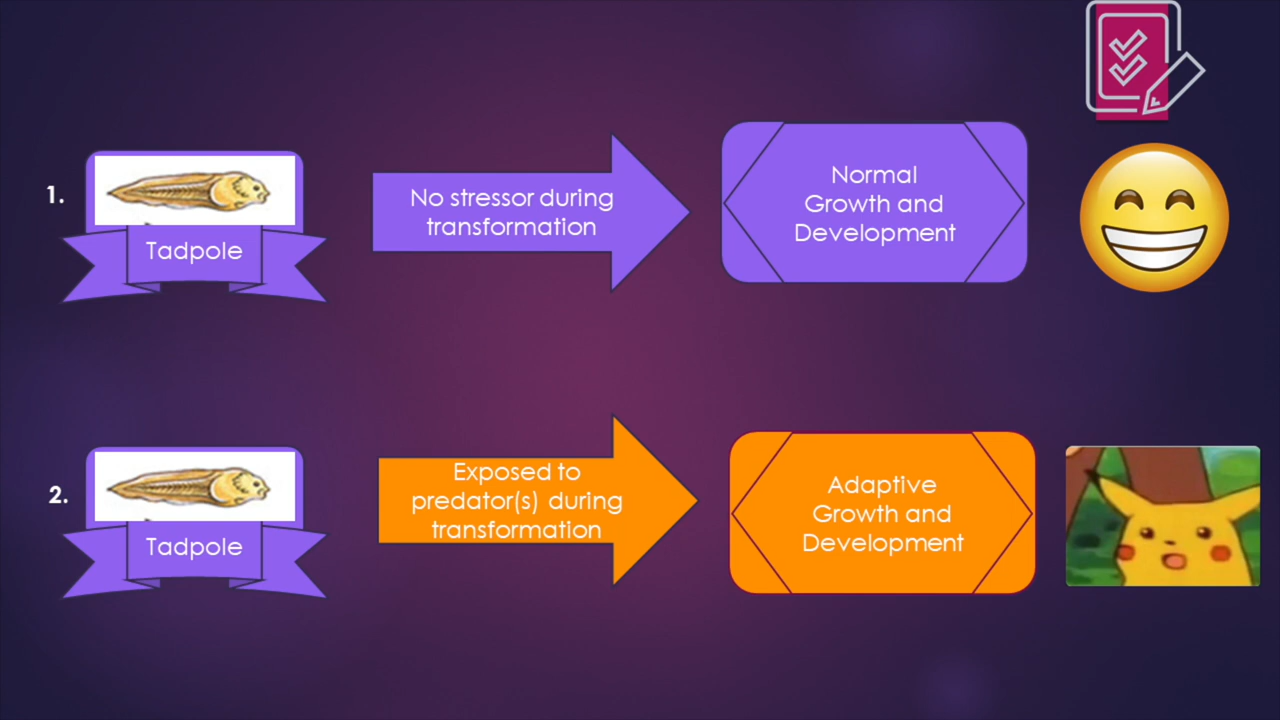 1.
Tadpole
No stressor during
transformation
Normal
Growth and
Development
2.
Tadpole
Exposed to
predator(s) during
transformation
Adaptive
Growth and
Development